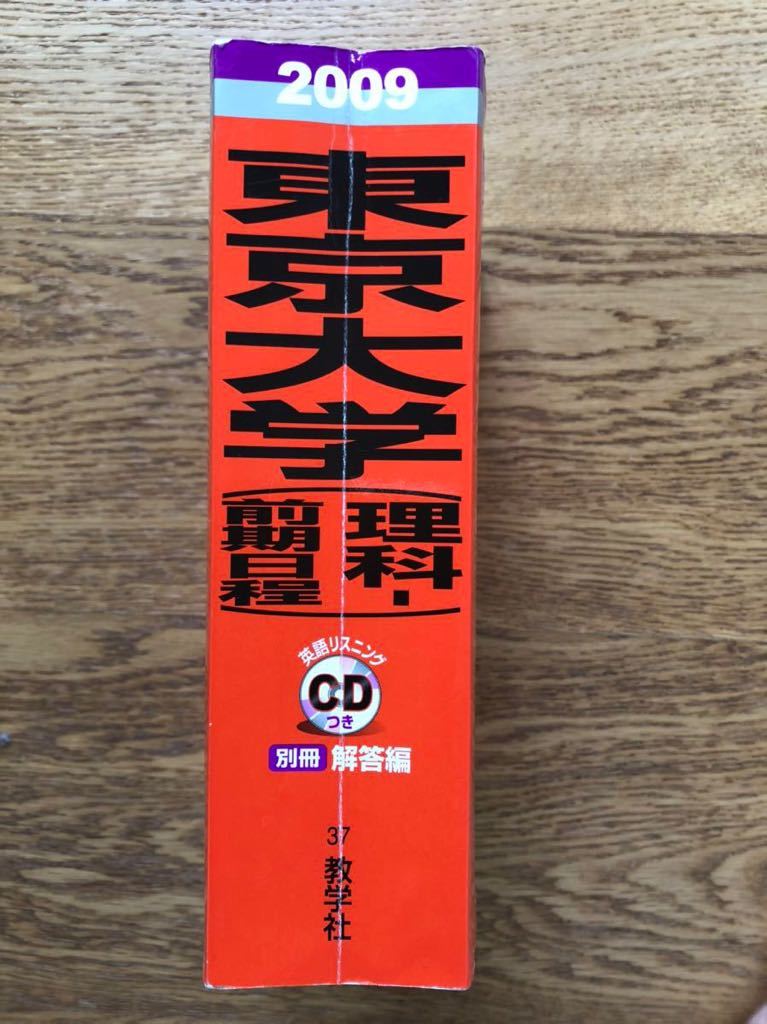 2009
東京大学
(理科-
前期日程)
英語リスニング
CD
つき
別冊 解答編
37
教学社